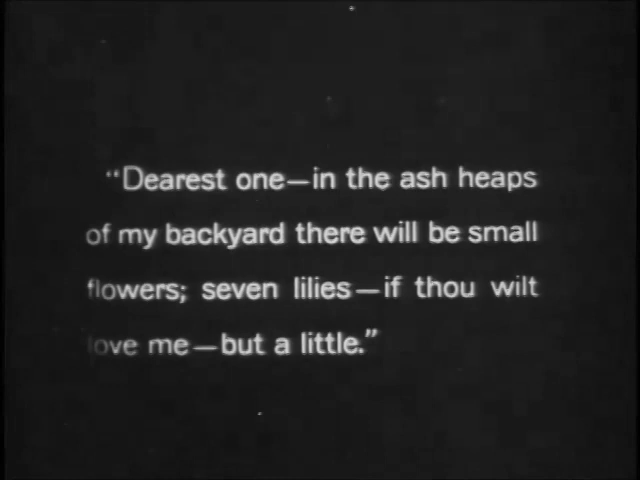 “Dearest one—in the ash heaps
of my backyard there will be small
flowers; seven lilies—if thou wilt
love me—but a little.”